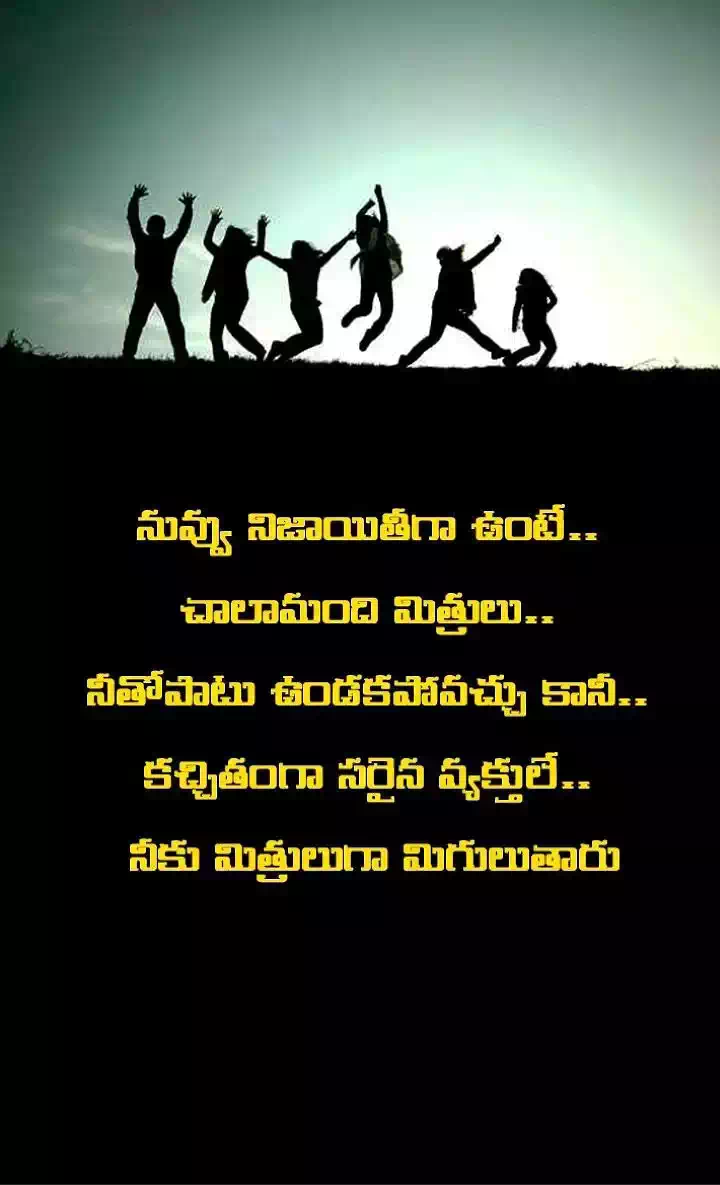 నువ్వు నిజాయితీగా ఉంటే..
చాలామంది మిత్రులు..
నీతోపాటు ఉండకపోవచ్చు కానీ..
కచ్చితంగా సరైన వ్యక్తులే..
నీకు మిత్రులుగా మిగులుతారు